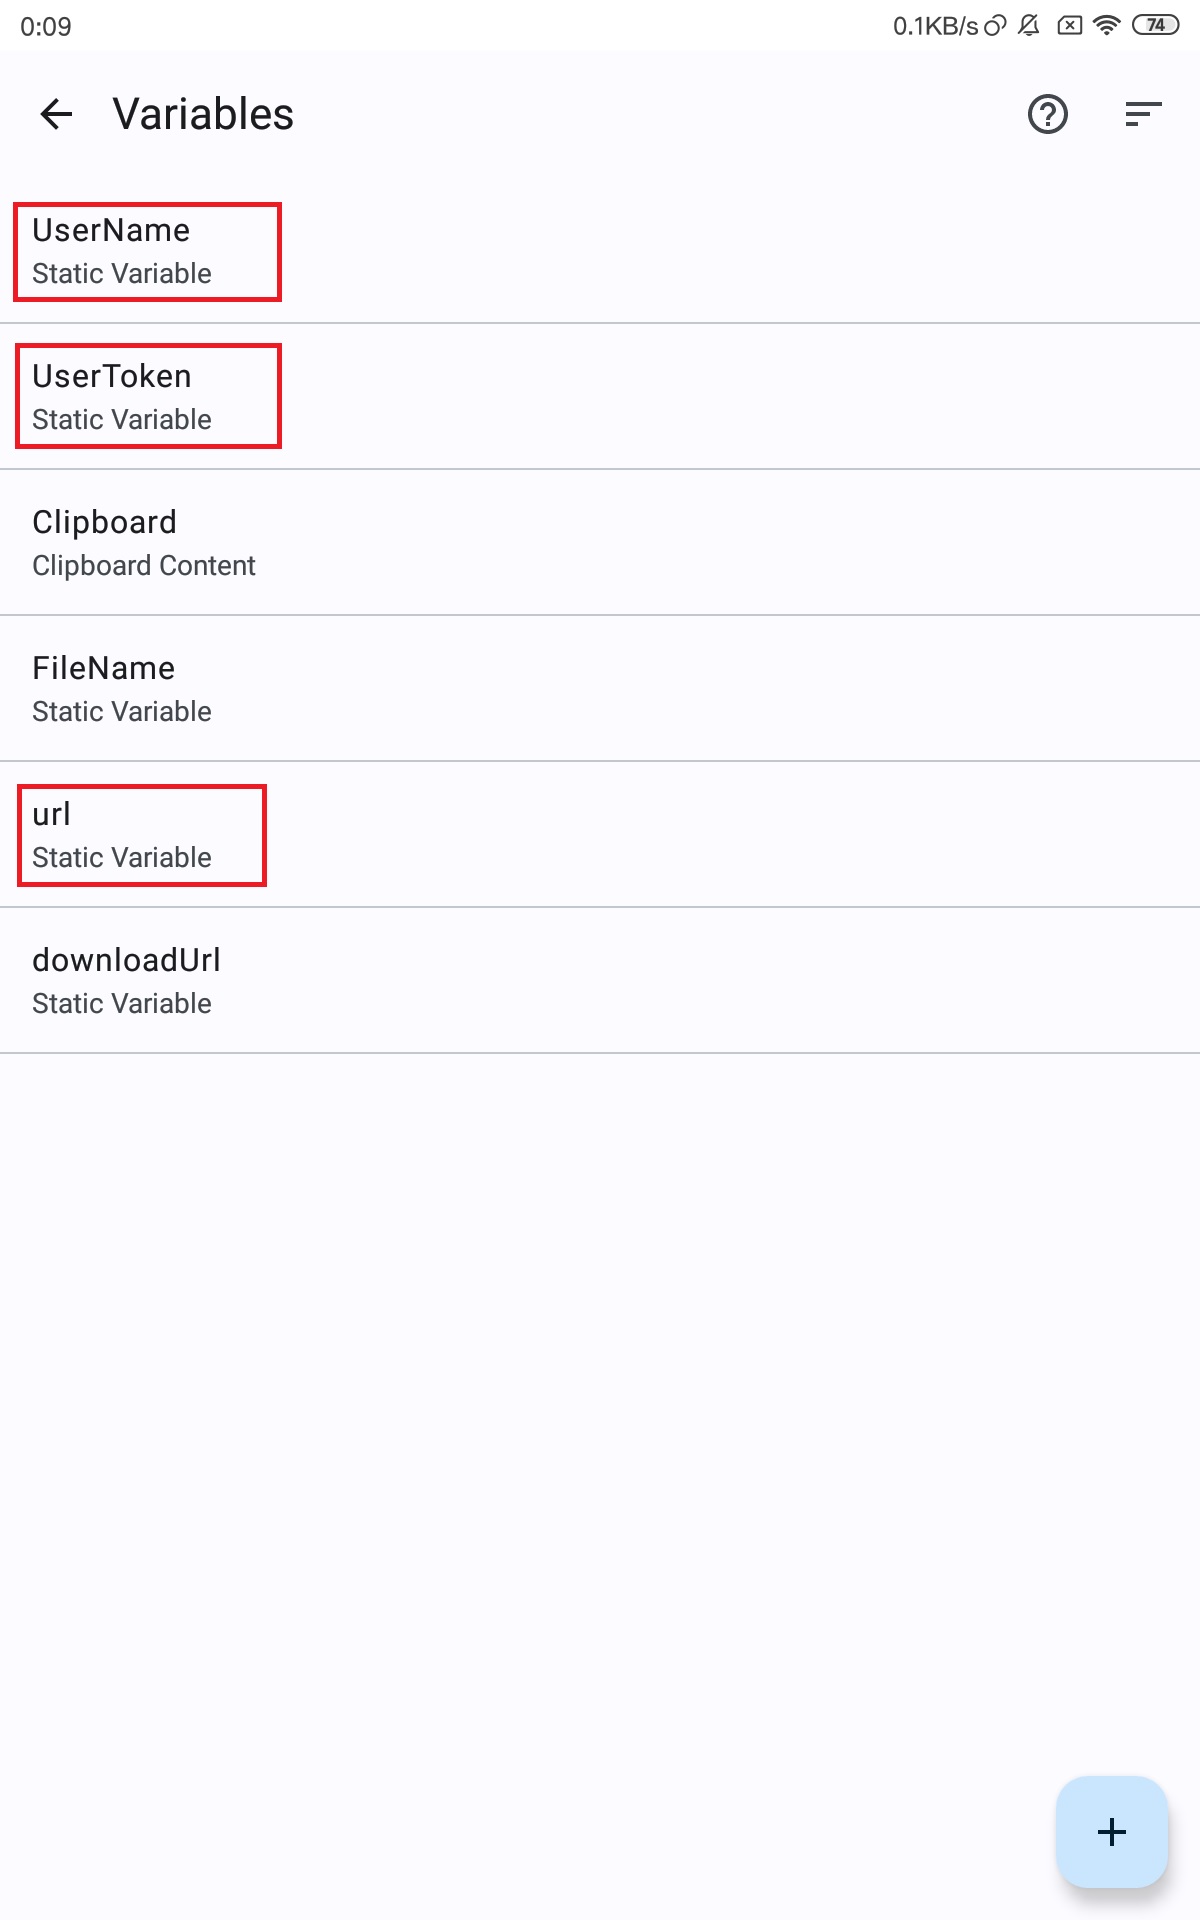 0:09
0.1KB/s
74
Variables
UserName
Static Variable
UserToken
Static Variable
Clipboard
Clipboard Content
FileName
Static Variable
url
Static Variable
downloadUrl
Static Variable